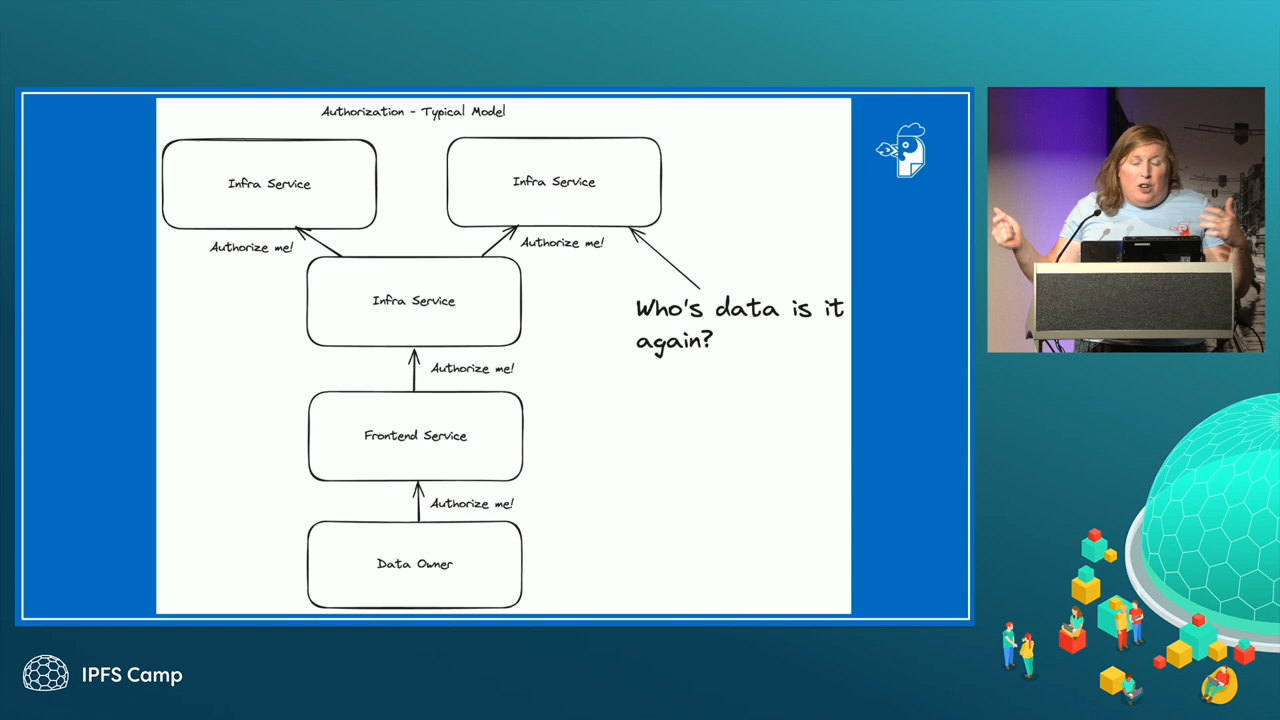 Authorization - Typical Model
Infra Service
Infra Service
Authorize me!
Authorize me!
Infra Service
Who's data is it
again?
Authorize me!
Frontend Service
Authorize me!
Data Owner
IPFS Camp